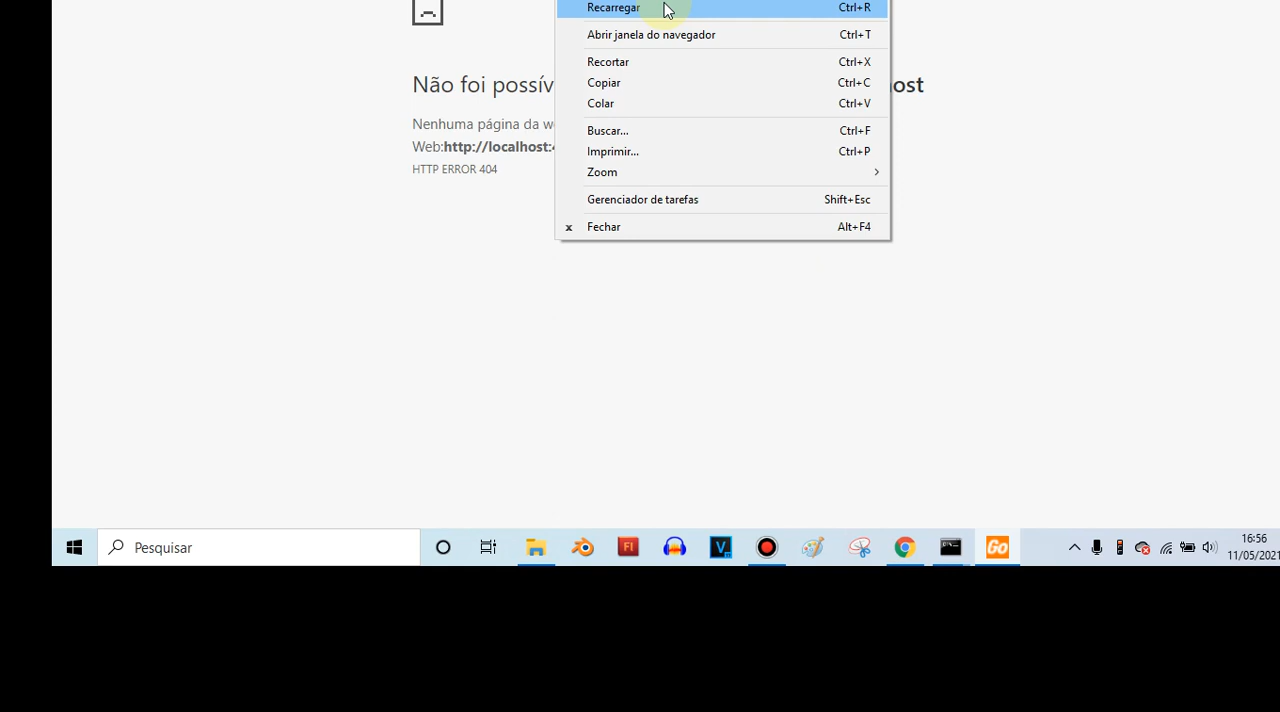 Recarregar Ctrl+R
Abrir janela do navegador Ctrl+T
Recortar Ctrl+X
Não foi possív ost
Copiar Ctrl+C
Colar Ctrl+V
Nenhuma página da w
Buscar... Ctrl+F
Web:http://localhost:
Imprimir... Ctrl+P
HTTP ERROR 404
Zoom
Gerenciador de tarefas Shift+Esc
x Fechar Alt+F4
Pesquisar
Fl
V
Go
16:56
11/05/2021